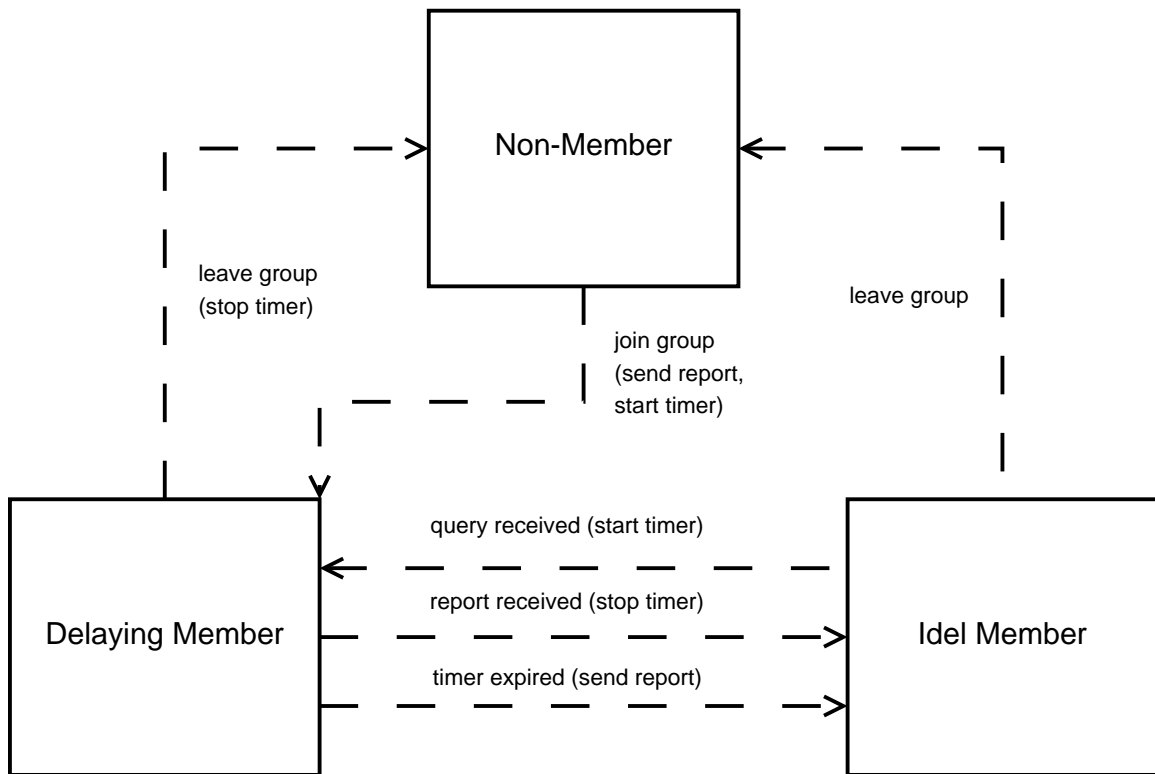 Non-Member
leave group
(stop timer)
leave group
join group
(send report,
start timer)
query received (start timer)
report received (stop timer)
Delaying Member
Idel Member
timer expired (send report)